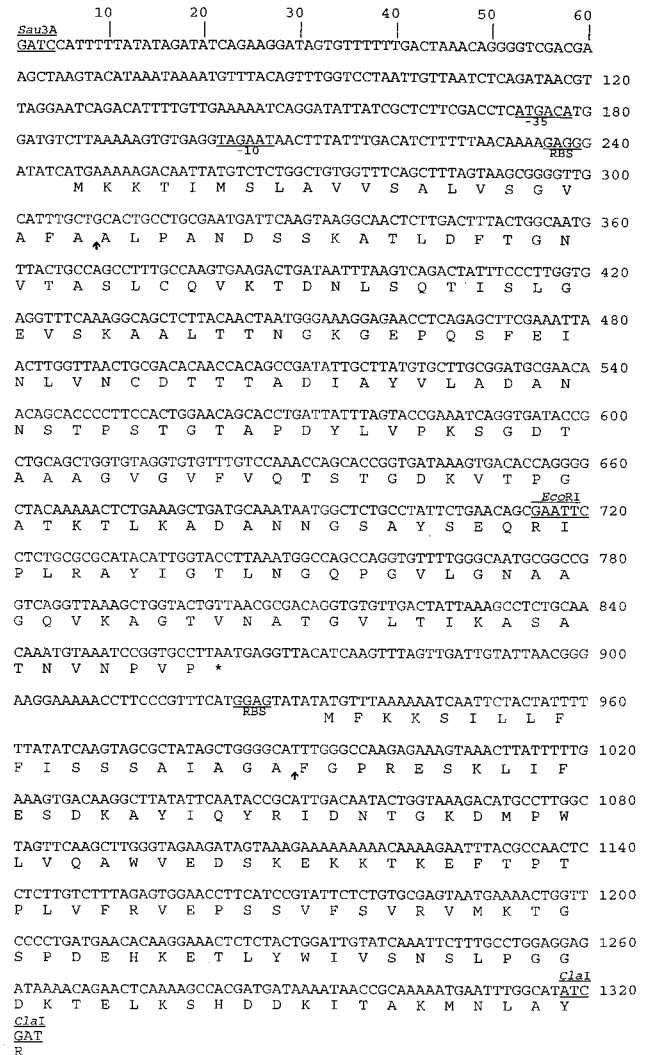 10 20 30 40 50 60
Sau3A
GATCCATTTTTATATAGATATCAGAAGGATAGTGTTTTTTGACTAAACAGGGGTCGACGA
AGCTAAGTACATAAATAAAATGTTTACAGTTTGGTCCTAATTGTTAATCTCAGATAACGT 120
TAGGAATCAGACATTTTGTTGAAAAATCAGGATATTATCGCTCTTCGACCTCATGACATG 180
-35
GATGTCTTAAAAAGTGTGAGGTAGAATAACTTTATTTGACATCTTTTTAACAAAAGAGGG 240
-10 RBS
ATATCATGAAAAAGACAATTATGTCTCTGGCTGTGGTTTCAGCTTTAGTAAGCGGGGTTG 300
M K K T I M S L A V V S A L V S G V
CATTTGCTGCACTGCCTGCGAATGATTCAAGTAAGGCAACTCTTGACTTTACTGGCAATG 360
A F A A L P A N D S S K A T L D F T G N
TTACTGCCAGCCTTTGCCAAGTGAAGACTGATAATTTAAGTCAGACTATTTCCCTTGGTG 420
V T A S L C Q V K T D N L S Q T I S L G
AGGTTTCAAAGGCAGCTCTTACAACTAATGGGAAAGGAGAACCTCAGAGCTTCGAAATTA 480
E V S K A A L T T N G K G E P Q S F E I
ACTTGGTTAACTGCGACACAACCACAGCCGATATTGCTTATGTGCTTGCGGATGCGAACA 540
N L V N C D T T T A D I A Y V L A D A N
ACAGCACCCCTTCCACTGGAACAGCACCTGATTATTTAGTACCGAAATCAGGTGATACCG 600
N S T P S T G T A P D Y L V P K S G D T
CTGCAGCTGGTGTAGGTGTGTTTGTCCAAACCAGCACCGGTGATAAAGTGACACCAGGGG 660
A A A G V G V F V Q T S T G D K V T P G
EcoRI
CTACAAAAACTCTGAAAGCTGATGCAAATAATGGCTCTGCCTATTCTGAACAGCGAATTC 720
A T K T L K A D A N N G S A Y S E Q R I
CTCTGCGCGCATACATTGGTACCTTAAATGGCCAGCCAGGTGTTTTGGGCAATGCGGCCG 780
P L R A Y I G T L N G Q P G V L G N A A
GTCAGGTTAAAGCTGGTACTGTTAACGCGACAGGTGTGTTGACTATTAAAGCCTCTGCAA 840
G Q V K A G T V N A T G V L T I K A S A
CAAATGTAAATCCGGTGCCTTAATGAGGTTACATCAAGTTTAGTTGATTGTATTAACGGG 900
T N V N P V P *
AAGGAAAAACCTTCCCGTTTCATGGAGTATATATGTTTAAAAAATCAATTCTACTATTTT 960
RBS M F K K S I L L F
TTATATCAAGTAGCGCTATAGCTGGGGCATTTGGGCCAAGAGAAAGTAAACTTATTTTTG 1020
F I S S S A I A G A F G P R E S K L I F
AAAGTGACAAGGCTTATATTCAATACCGCATTGACAATACTGGTAAAGACATGCCTTGGC 1080
E S D K A Y I Q Y R I D N T G K D M P W
TAGTTCAAGCTTGGGTAGAAGATAGTAAAGAAAAAAAAACAAAAGAATTTACGCCAACTC 1140
L V Q A W V E D S K E K K T K E F T P T
CTCTTGTCTTTAGAGTGGAACCTTCATCCGTATTCTCTGTGCGAGTAATGAAAACTGGTT 1200
P L V F R V E P S S V F S V R V M K T G
CCCCTGATGAACACAAGGAAACTCTCTACTGGATTGTATCAAATTCTTTGCCTGGAGGAG 1260
S P D E H K E T L Y W I V S N S L P G G
ClaI
ATAAAACAGAACTCAAAAGCCACGATGATAAAATAACCGCAAAAATGAATTTGGCATATC 1320
D K T E L K S H D D K I T A K M N L A Y
ClaI
GAT
R